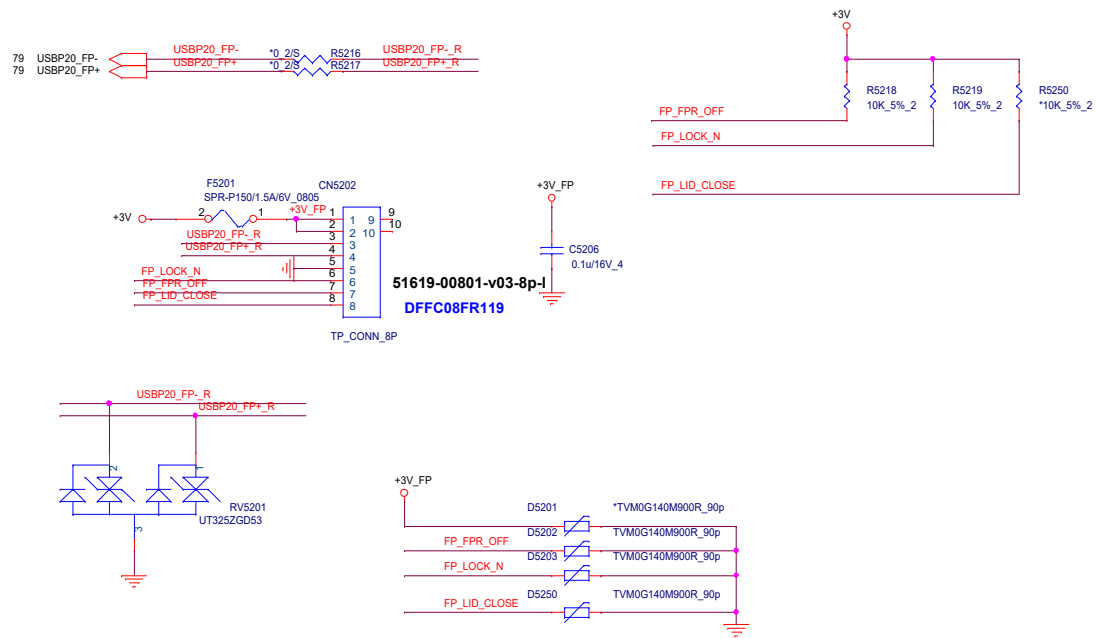 +3V
79 USBP20_FP- USBP20_FP- *0_2/S R5216 USBP20_FP-_R
79 USBP20_FP+ USBP20_FP+ *0_2/S R5217 USBP20_FP+_R
R5218 R5219 R5250
10K_5%_2 10K_5%_2 *10K_5%_2
FP_FPR_OFF
FP_LOCK_N
FP_LID_CLOSE
F5201 CN5202
SPR-P150/1.5A/6V_0805
+3V 2 1 +3V_FP 1 1 9 9
2 2 10 10
USBP20_FP-_R 3 3
USBP20_FP+_R 4 4
5 5
FP_LOCK_N 6 6
FP_FPR_OFF 7 7
FP_LID_CLOSE 8 8
51619-00801-v03-8p-l
DFFC08FR119
TP_CONN_8P
+3V_FP
C5206
0.1u/16V_4
USBP20_FP-_R
USBP20_FP+_R
2 1
RV5201
UT325ZGD53
3
+3V_FP
D5201 *TVM0G140M900R_90p
D5202 TVM0G140M900R_90p
FP_FPR_OFF
D5203 TVM0G140M900R_90p
FP_LOCK_N
D5250 TVM0G140M900R_90p
FP_LID_CLOSE